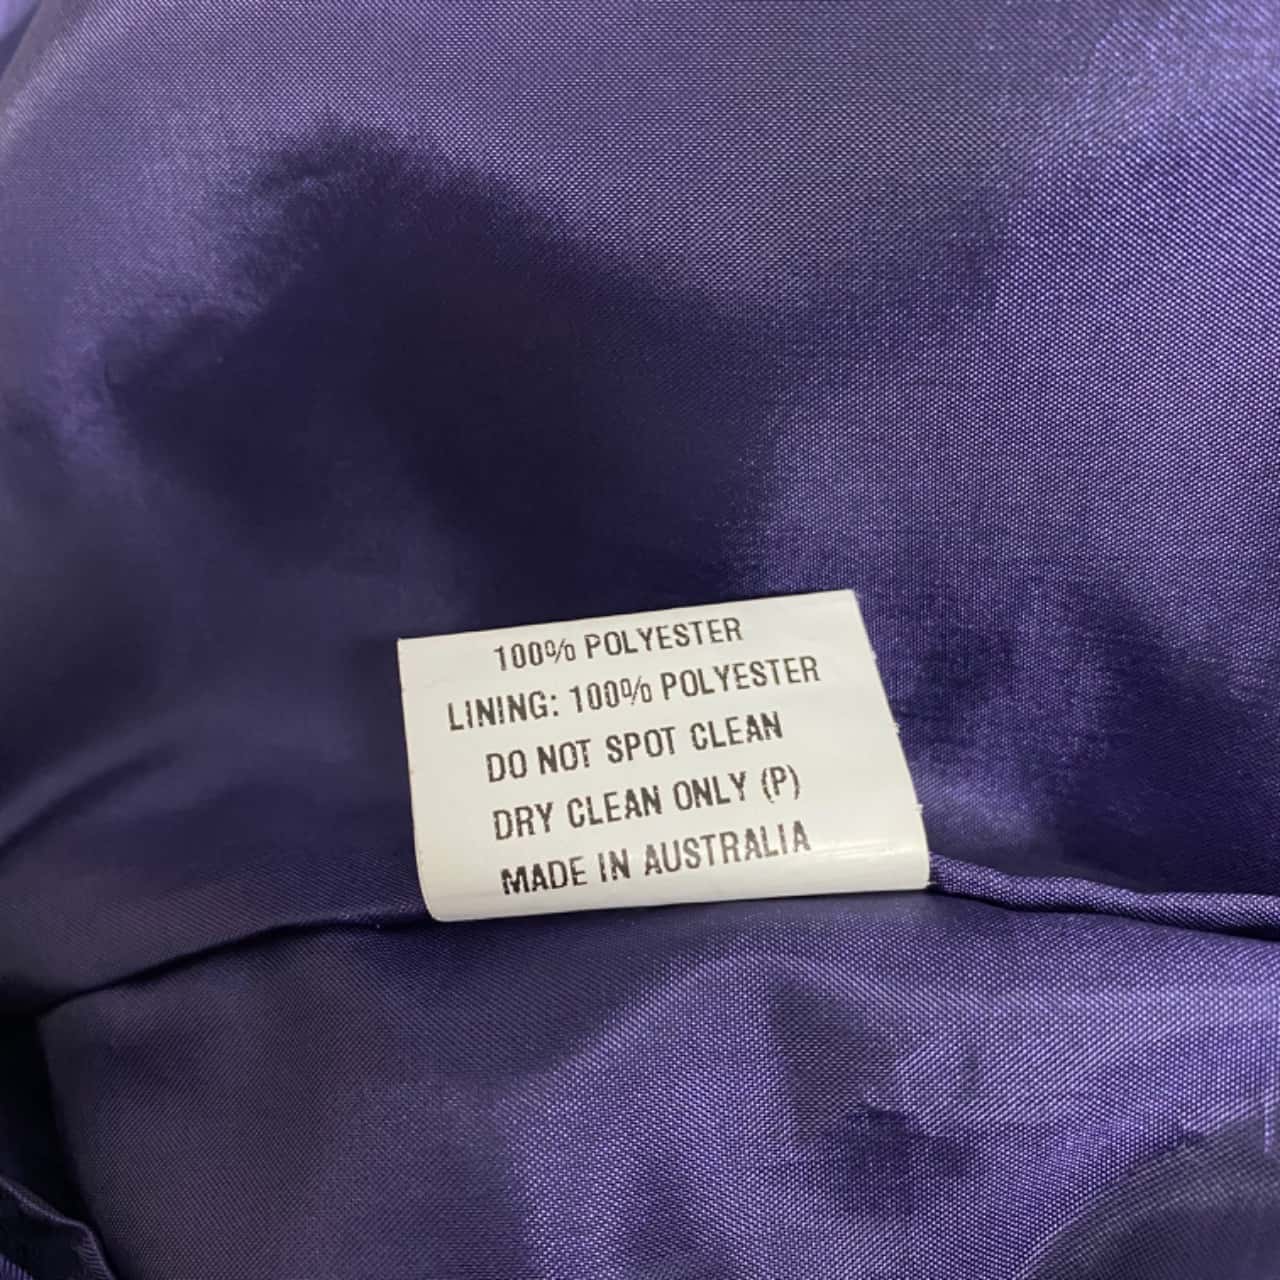 100% POLYESTER
LINING: 100% POLYESTER
DO NOT SPOT CLEAN
DRY CLEAN ONLY (P)
MADE IN AUSTRALIA